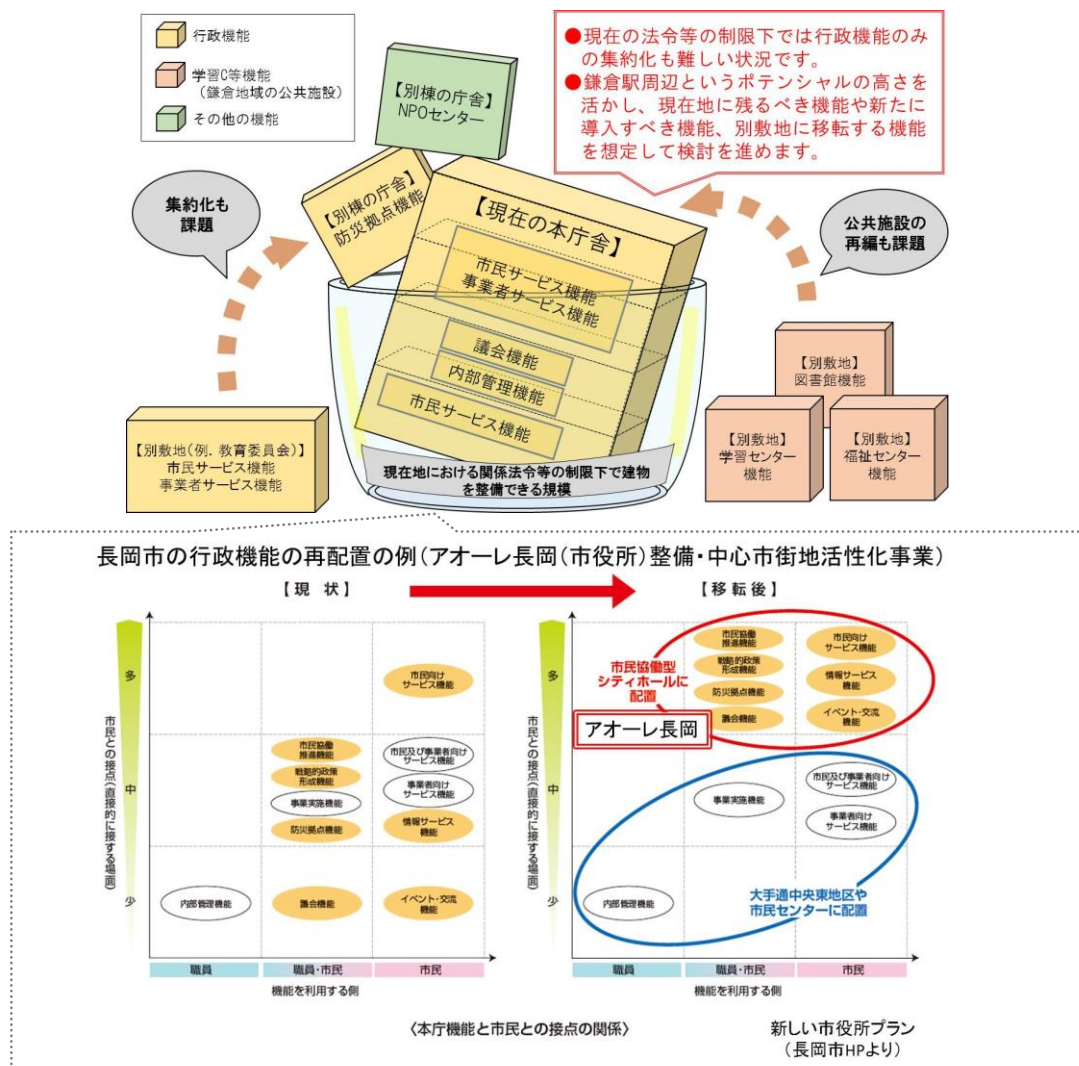 行政機能
学習C等機能
（鎌倉地域の公共施設）
その他の機能
【別棟の庁舎】
NPOセンター
●現在の法令等の制限下では行政機能のみ
の集約化も難しい状況です。
●鎌倉駅周辺というポテンシャルの高さを
活かし、現在地に残るべき機能や新たに
導入すべき機能、別敷地に移転する機能
を想定して検討を進めます。
集約化も
課題
【別棟の庁舎】
防災拠点機能
【現在の本庁舎】
市民サービス機能
事業者サービス機能
議会機能
内部管理機能
市民サービス機能
公共施設の
再編も課題
【別敷地】
図書館機能
【別敷地】
学習センター
機能
【別敷地】
福祉センター
機能
【別敷地（例．教育委員会）】
市民サービス機能
事業者サービス機能
現在地における関係法令等の制限下で建物
を整備できる規模
長岡市の行政機能の再配置の例（アオーレ長岡（市役所）整備・中心市街地活性化事業）
【現 状】
【移転後】
市民との接点（直接的に接する場面）
多
中
少
市民向け
サービス機能
市民協働
推進機能
戦略的政策
形成機能
事業実施機能
防災拠点機能
市民及び事業者向け
サービス機能
事業者向け
サービス機能
情報サービス
機能
内部管理機能
議会機能
イベント・交流
機能
職員
職員・市民
市民
機能を利用する側
市民との接点（直接的に接する場面）
多
中
少
市民協働型
シティホールに
配置
アオーレ長岡
市民協働
推進機能
戦略的政策
形成機能
防災拠点機能
議会機能
市民向け
サービス機能
情報サービス
機能
イベント・交流
機能
事業実施機能
市民及び事業者向け
サービス機能
事業者向け
サービス機能
内部管理機能
大手通中央東地区や
市民センターに配置
職員
職員・市民
市民
機能を利用する側
〈本庁機能と市民との接点の関係〉
新しい市役所プラン
（長岡市HPより）